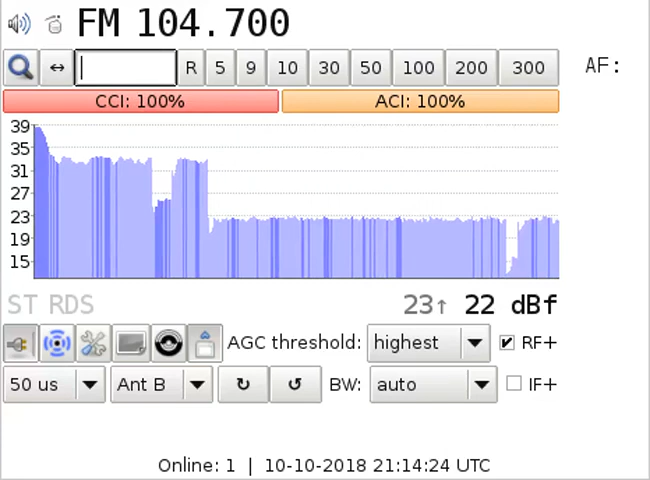 FM 104.700
↔ R 5 9 10 30 50 100 200 300 AF:
CCI: 100% ACI: 100%
39
35
31
27
23
19
15
ST RDS 23↑ 22 dBf
AGC threshold: highest RF+
50 us Ant B ↻ ↺ BW: auto IF+
Online: 1 | 10-10-2018 21:14:24 UTC